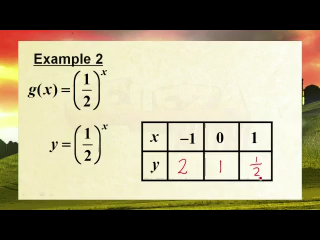 Example 2
g(x) = (1/2)^x
y = (1/2)^x
x -1 0 1
y 2 1 1/2